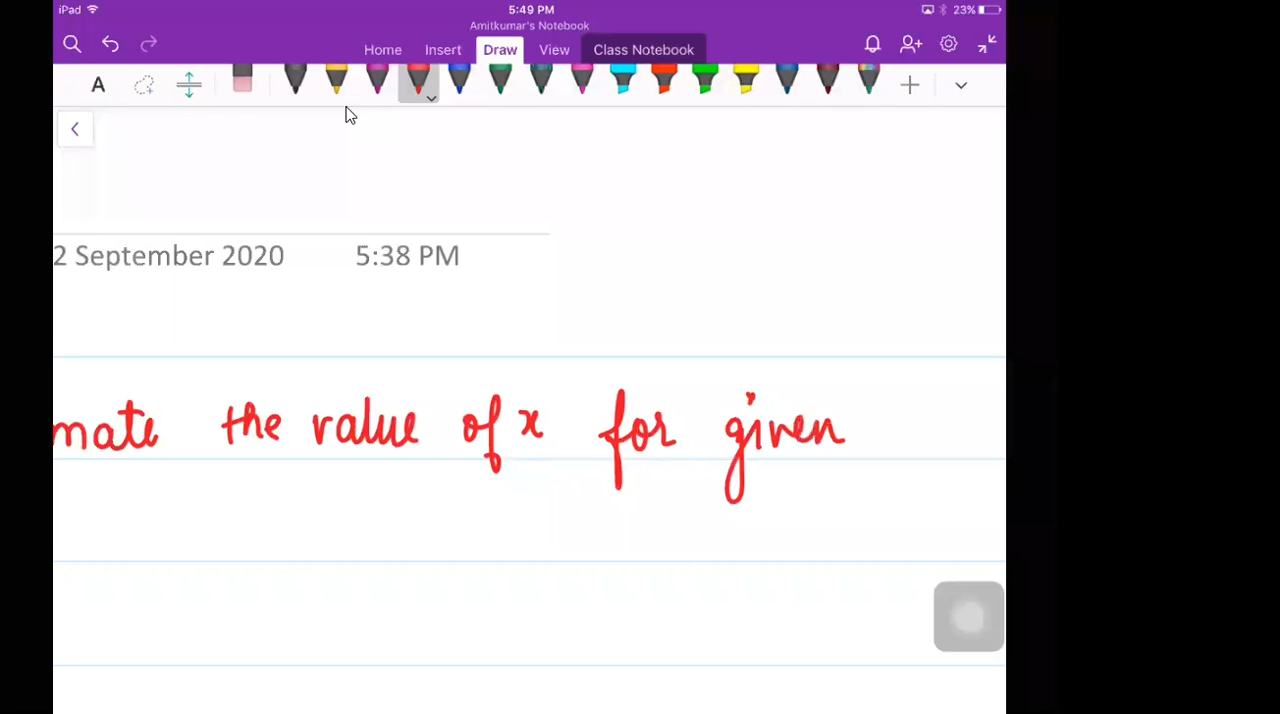 iPad 5:49 PM 23%
Amitkumar's Notebook
Home Insert Draw View Class Notebook
A
2 September 2020 5:38 PM
mate the value of x for given